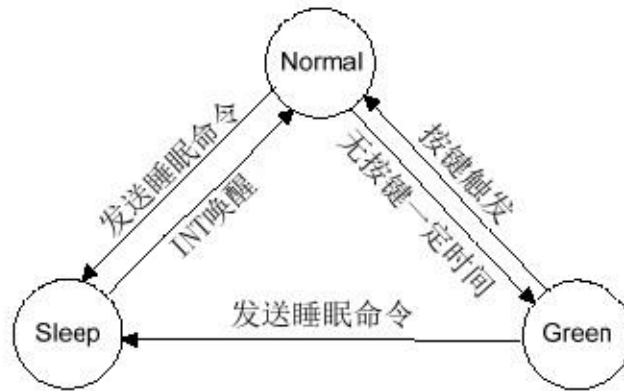 Normal
发送睡眠命令
INT唤醒
无按键一定时间
按键触发
Sleep
发送睡眠命令
Green